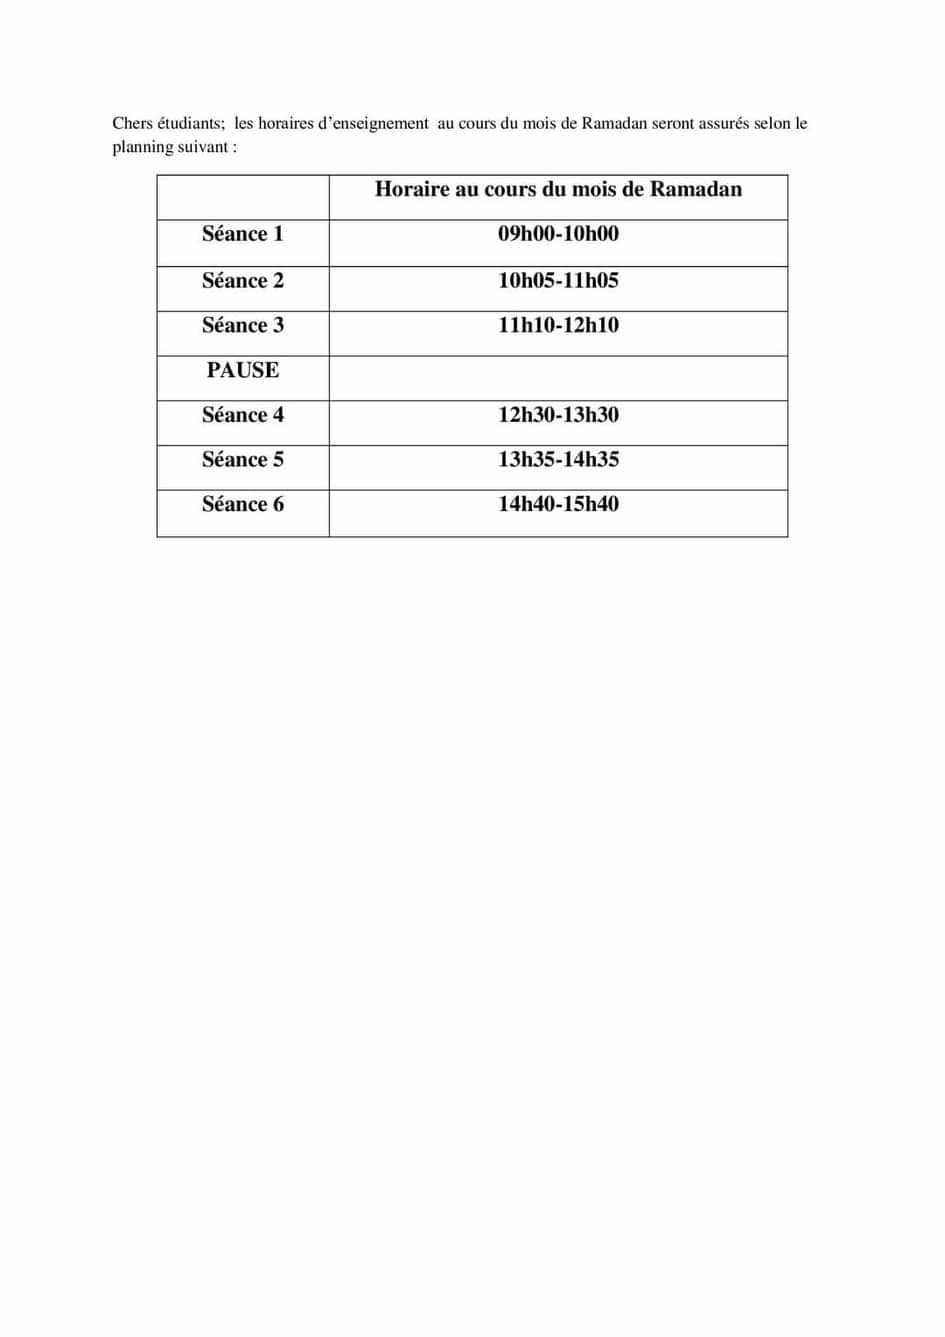 Chers étudiants;  les horaires d’enseignement  au cours du mois de Ramadan seront assurés selon le
planning suivant :
Horaire au cours du mois de Ramadan
Séance 1 09h00-10h00
Séance 2 10h05-11h05
Séance 3 11h10-12h10
PAUSE
Séance 4 12h30-13h30
Séance 5 13h35-14h35
Séance 6 14h40-15h40